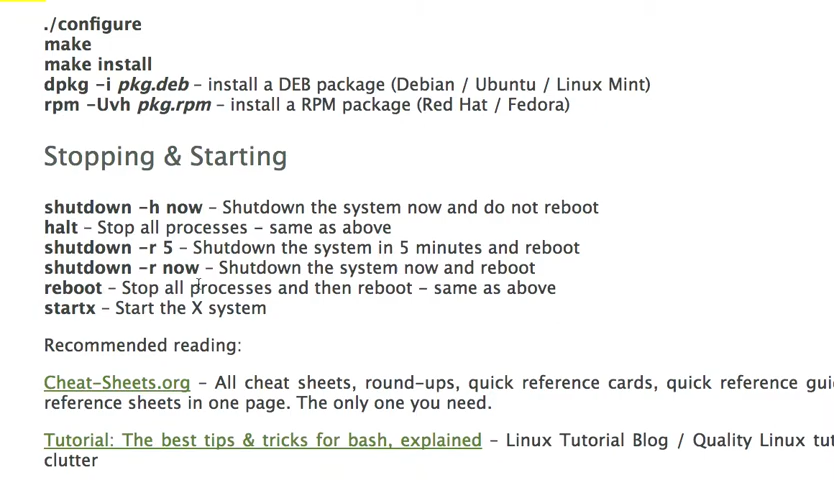 ./configure
make
make install
dpkg -i pkg.deb – install a DEB package (Debian / Ubuntu / Linux Mint)
rpm -Uvh pkg.rpm – install a RPM package (Red Hat / Fedora)
Stopping & Starting
shutdown -h now – Shutdown the system now and do not reboot
halt – Stop all processes – same as above
shutdown -r 5 – Shutdown the system in 5 minutes and reboot
shutdown -r now – Shutdown the system now and reboot
reboot – Stop all processes and then reboot – same as above
startx – Start the X system
Recommended reading:
Cheat-Sheets.org – All cheat sheets, round-ups, quick reference cards, quick reference
reference sheets in one page. The only one you need.
Tutorial: The best tips & tricks for bash, explained – Linux Tutorial Blog / Quality Linux
clutter